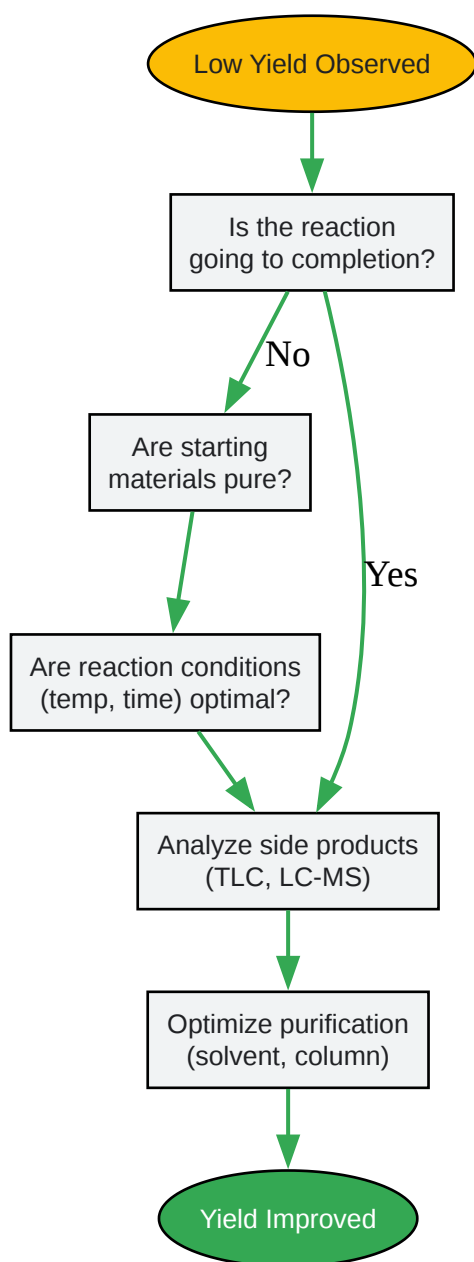 Low Yield Observed
Is the reaction
going to completion?
No
Are starting
materials pure?
Yes
Are reaction conditions
(temp, time) optimal?
Analyze side products
(TLC, LC-MS)
Optimize purification
(solvent, column)
Yield Improved